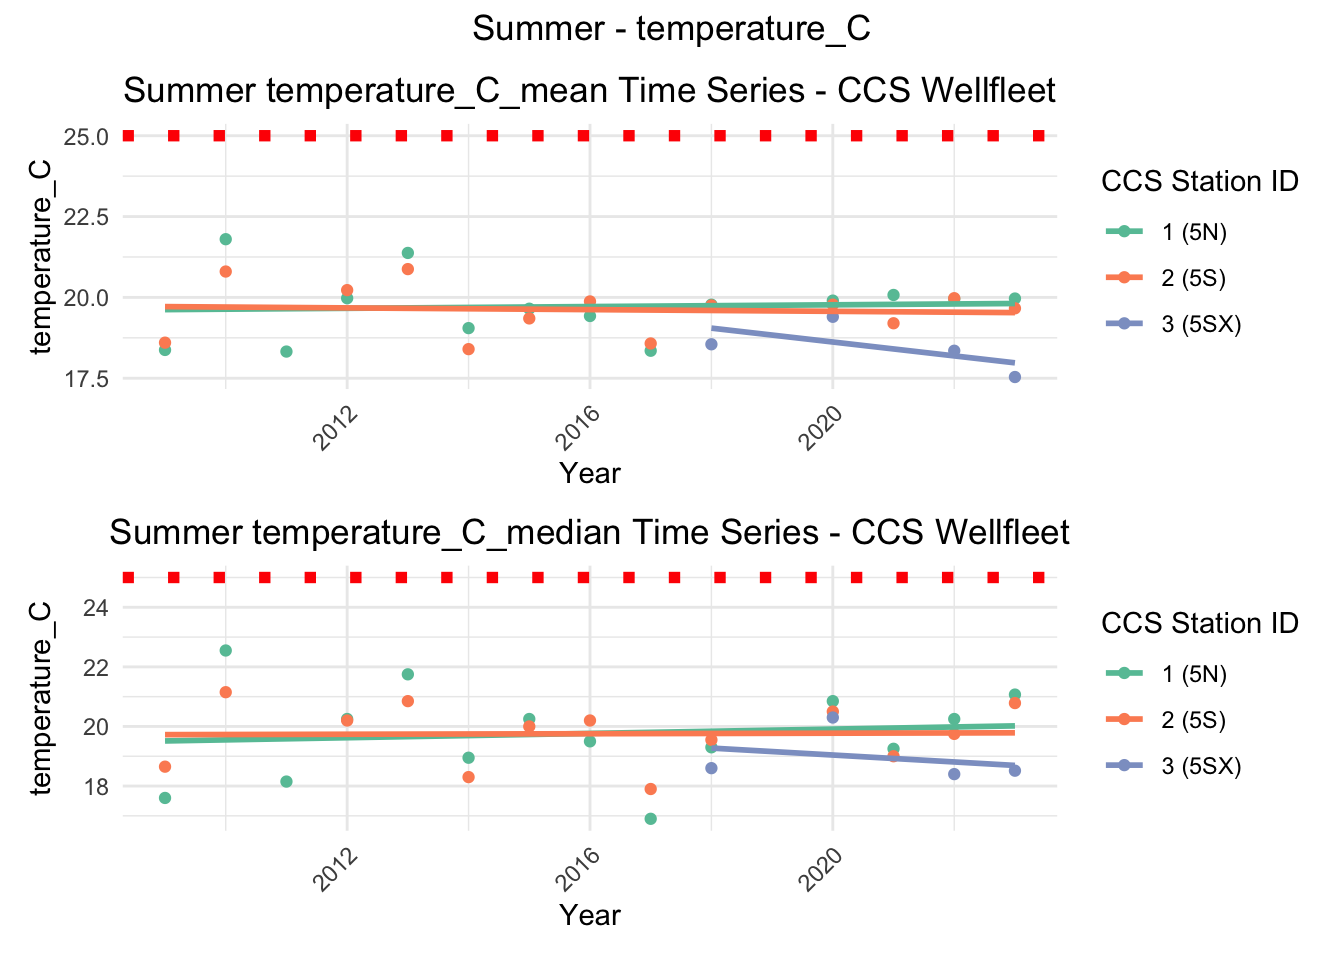 Summer - temperature_C
Summer temperature_C_mean Time Series - CCS Wellfleet
25.0
22.5
20.0
17.5
temperature_C
2012
2016
2020
Year
CCS Station ID
1 (5N)
2 (5S)
3 (5SX)
Summer temperature_C_median Time Series - CCS Wellfleet
24
22
20
18
temperature_C
2012
2016
2020
Year
CCS Station ID
1 (5N)
2 (5S)
3 (5SX)